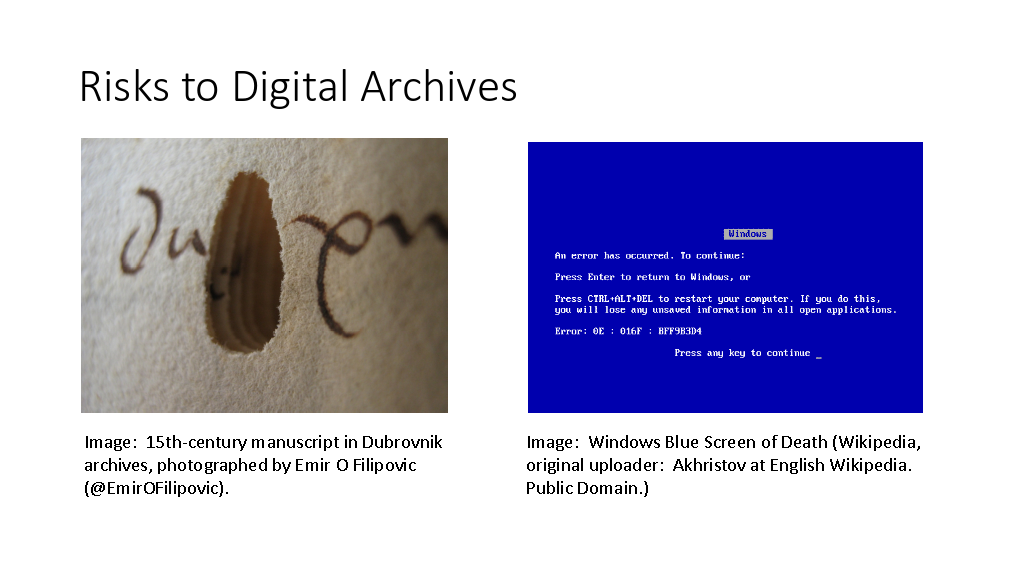 Risks to Digital Archives
Windows
An error has occurred. To continue:
Press Enter to return to Windows, or
Press CTRL+ALT+DEL to restart your computer. If you do this,
you will lose any unsaved information in all open applications.
Error: 0E : 016F : BFF9B3D4
Press any key to continue _
Image:  15th-century manuscript in Dubrovnik
archives, photographed by Emir O Filipovic
(@EmirOFilipovic).
Image:  Windows Blue Screen of Death (Wikipedia,
original uploader:  Akhristov at English Wikipedia.
Public Domain.)